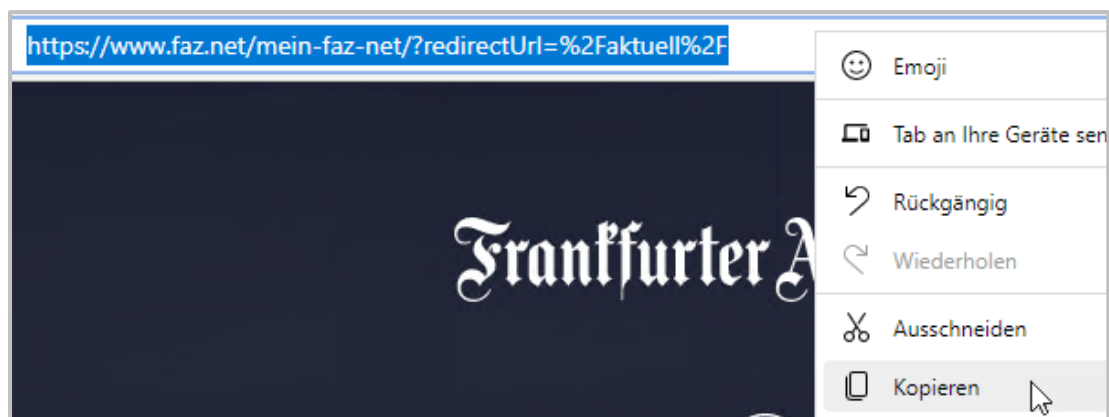 https://www.faz.net/mein-faz-net/?redirectUrl=%2Faktuell%2F
Emoji
Tab an Ihre Geräte sen
Rückgängig
Frankfurter A
Wiederholen
Ausschneiden
Kopieren